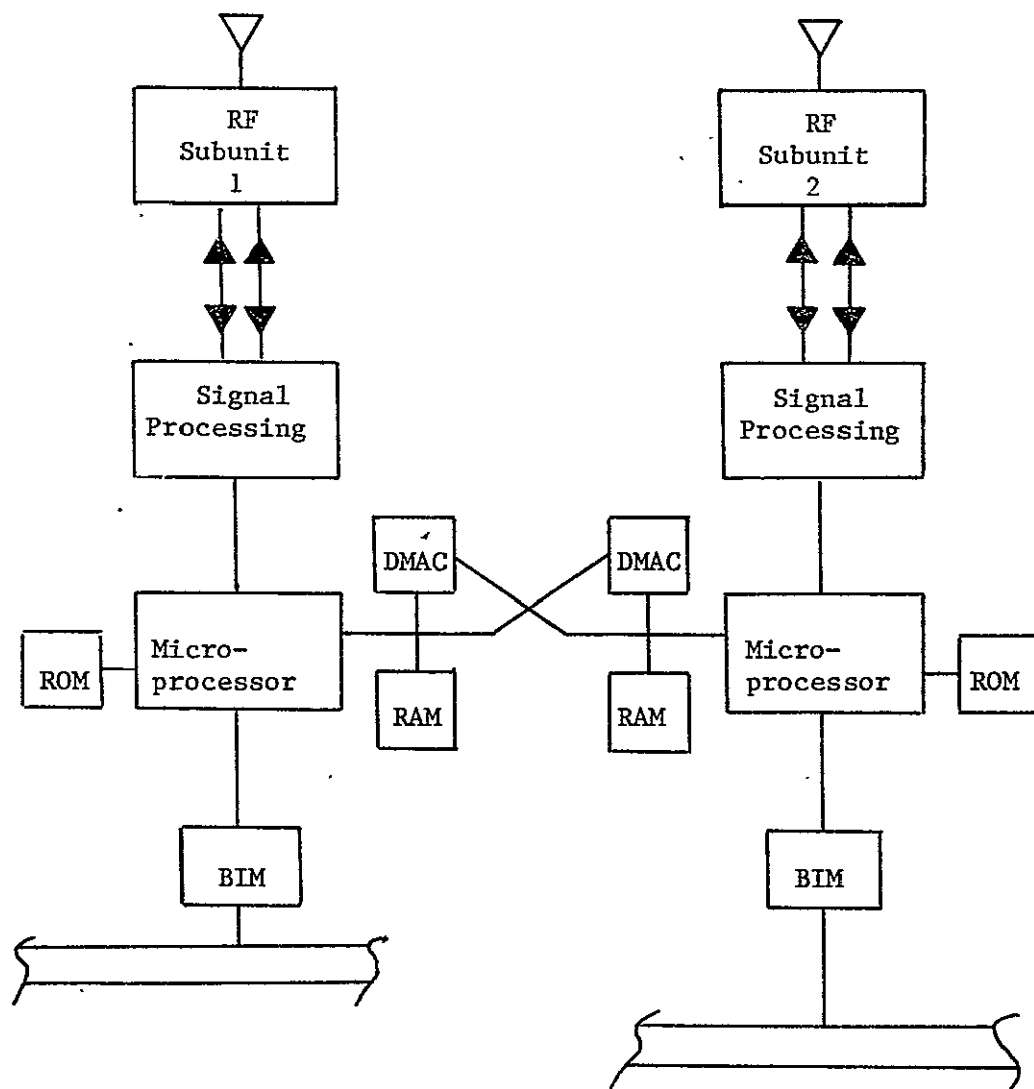 RF
Subunit
1
RF
Subunit
2
Signal
Processing
Signal
Processing
DMAC
DMAC
ROM
Micro-
processor
RAM
RAM
Micro-
processor
ROM
BIM
BIM